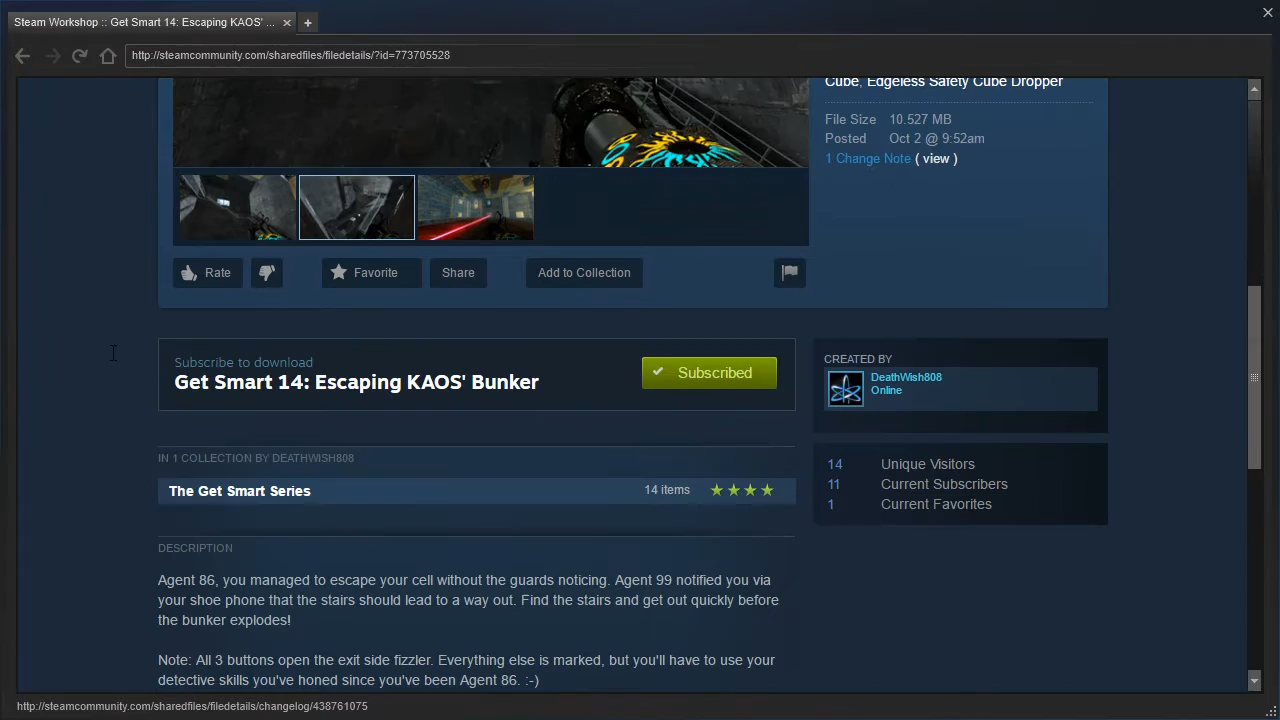 Steam Workshop :: Get Smart 14: Escaping KAOS' ...
http://steamcommunity.com/sharedfiles/filedetails/?id=773705528
Cube, Edgeless Safety Cube Dropper
File Size 10.527 MB
Posted Oct 2 @ 9:52am
1 Change Note ( view )
Rate
Favorite
Share
Add to Collection
Subscribe to download
Get Smart 14: Escaping KAOS' Bunker
Subscribed
CREATED BY
DeathWish808
Online
IN 1 COLLECTION BY DEATHWISH808
The Get Smart Series 14 items
14 Unique Visitors
11 Current Subscribers
1 Current Favorites
DESCRIPTION
Agent 86, you managed to escape your cell without the guards noticing. Agent 99 notified you via
your shoe phone that the stairs should lead to a way out. Find the stairs and get out quickly before
the bunker explodes!
Note: All 3 buttons open the exit side fizzler. Everything else is marked, but you'll have to use your
detective skills you've honed since you've been Agent 86. :-)
http://steamcommunity.com/sharedfiles/filedetails/changelog/438761075